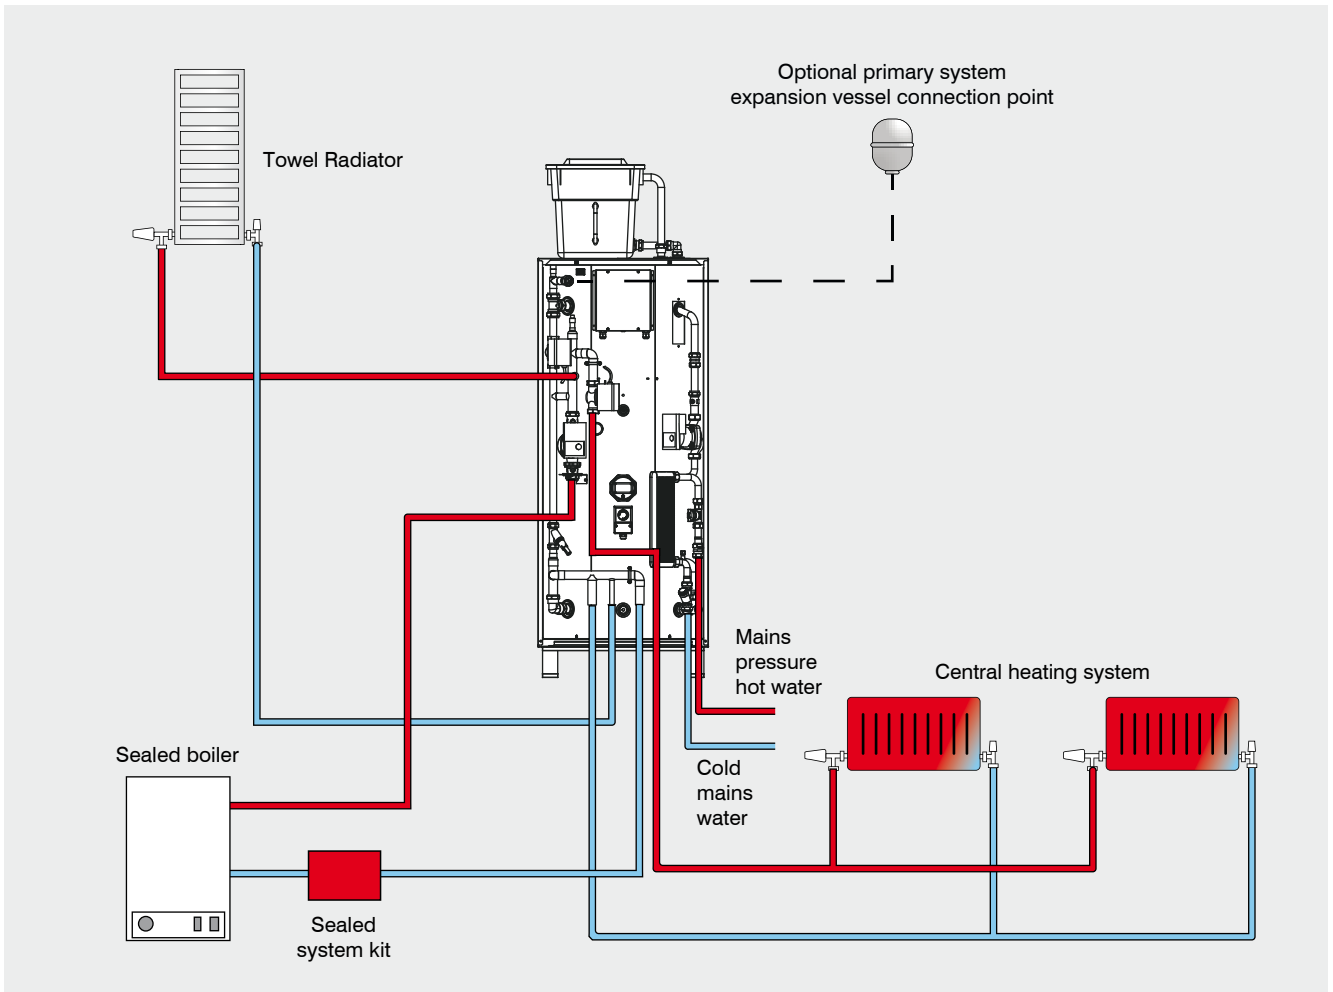 Optional primary system
expansion vessel connection point
Towel Radiator
Mains
pressure
hot water
Central heating system
Sealed boiler
Cold
mains
water
Sealed
system kit